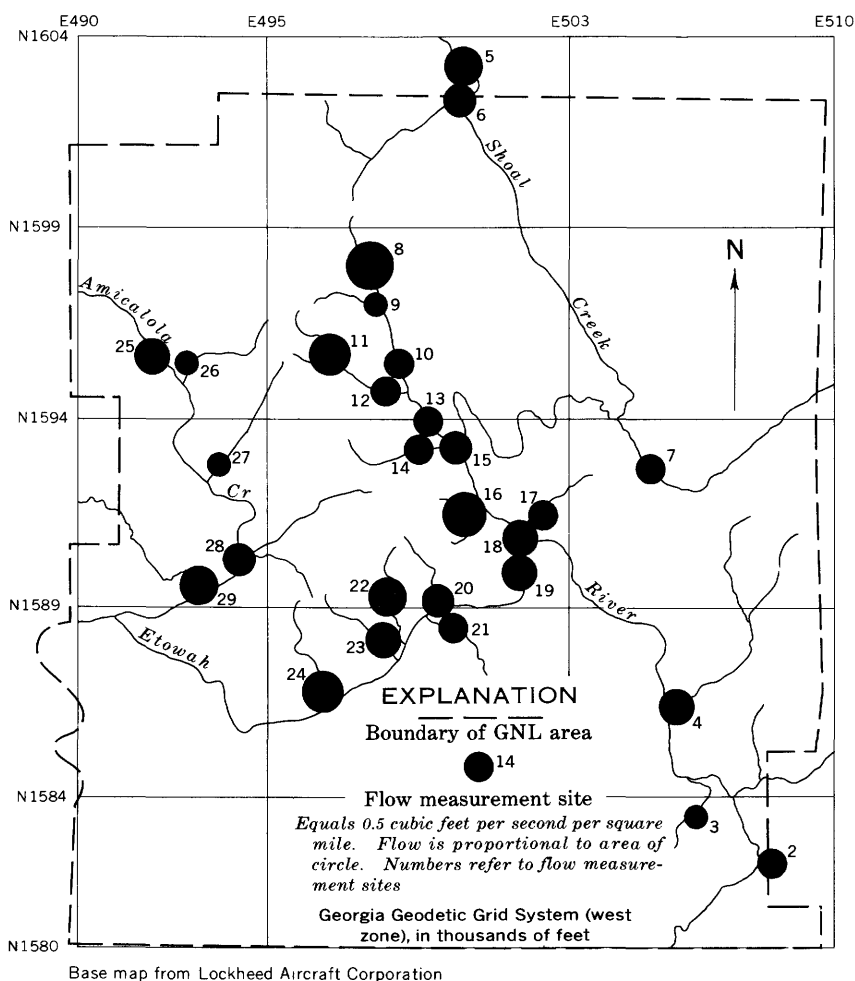 E490 E495 E503 E510
N1604
5
6
Shoal
N1599
N
8
Amicalola
9
Creek
11
25
10
26
12
N1594
13
14
15
7
27
16
17
Cr
18
28
22
20
19
River
29
N1589
21
Etowah
23
24
4
EXPLANATION
Boundary of GNL area
14
N1584
Flow measurement site
3
Equals 0.5 cubic feet per second per square
mile. Flow is proportional to area of
circle. Numbers refer to flow measure-
ment sites
2
Georgia Geodetic Grid System (west
zone), in thousands of feet
N1580
Base map from Lockheed Aircraft Corporation